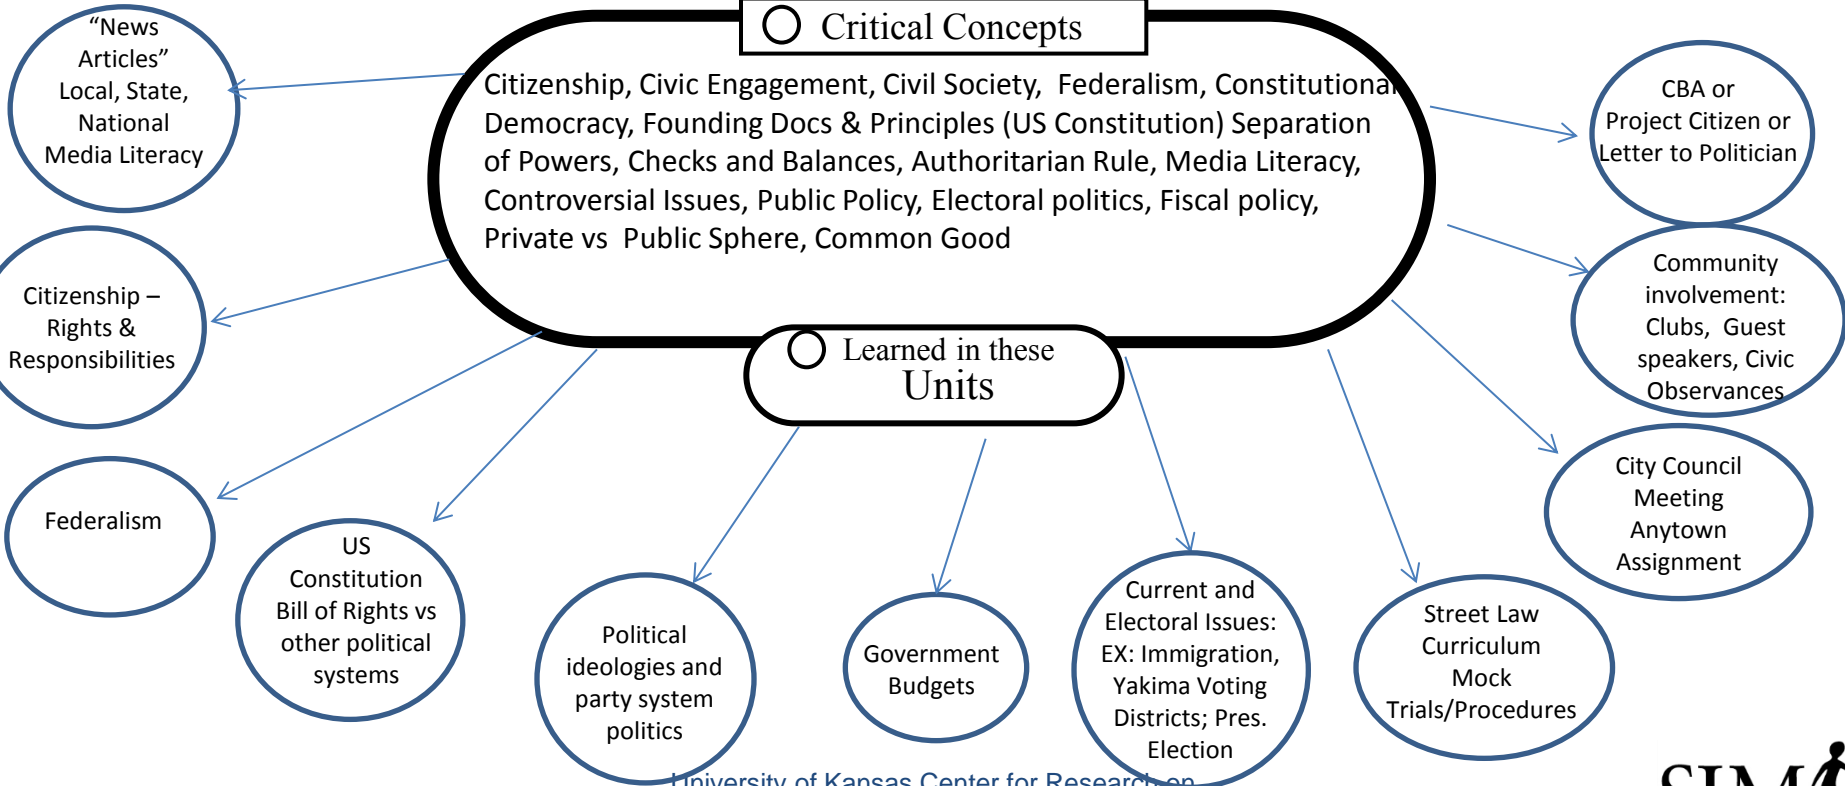 Critical Concepts
Citizenship, Civic Engagement, Civil Society, Federalism, Constitutional
Democracy, Founding Docs & Principles (US Constitution) Separation
of Powers, Checks and Balances, Authoritarian Rule, Media Literacy,
Controversial Issues, Public Policy, Electoral politics, Fiscal policy,
Private vs Public Sphere, Common Good
Learned in these
Units
“News
Articles”
Local, State,
National
Media Literacy
Citizenship –
Rights &
Responsibilities
Federalism
US
Constitution
Bill of Rights vs
other political
systems
Political
ideologies and
party system
politics
Government
Budgets
Current and
Electoral Issues:
EX: Immigration,
Yakima Voting
Districts; Pres.
Election
Street Law
Curriculum
Mock
Trials/Procedures
City Council
Meeting
Anytown
Assignment
Community
involvement:
Clubs, Guest
speakers, Civic
Observances
CBA or
Project Citizen or
Letter to Politician
University of Kansas Center for Research on
SIM